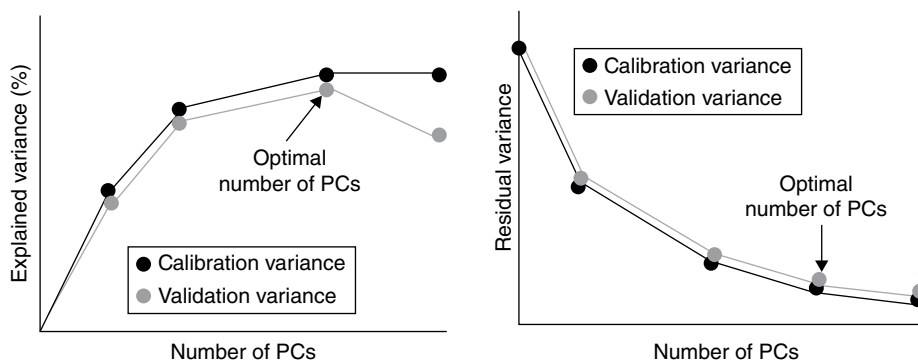 Explained variance (%)
Optimal
number of PCs
Calibration variance
Validation variance
Number of PCs
Residual variance
Calibration variance
Validation variance
Optimal
number of PCs
Number of PCs